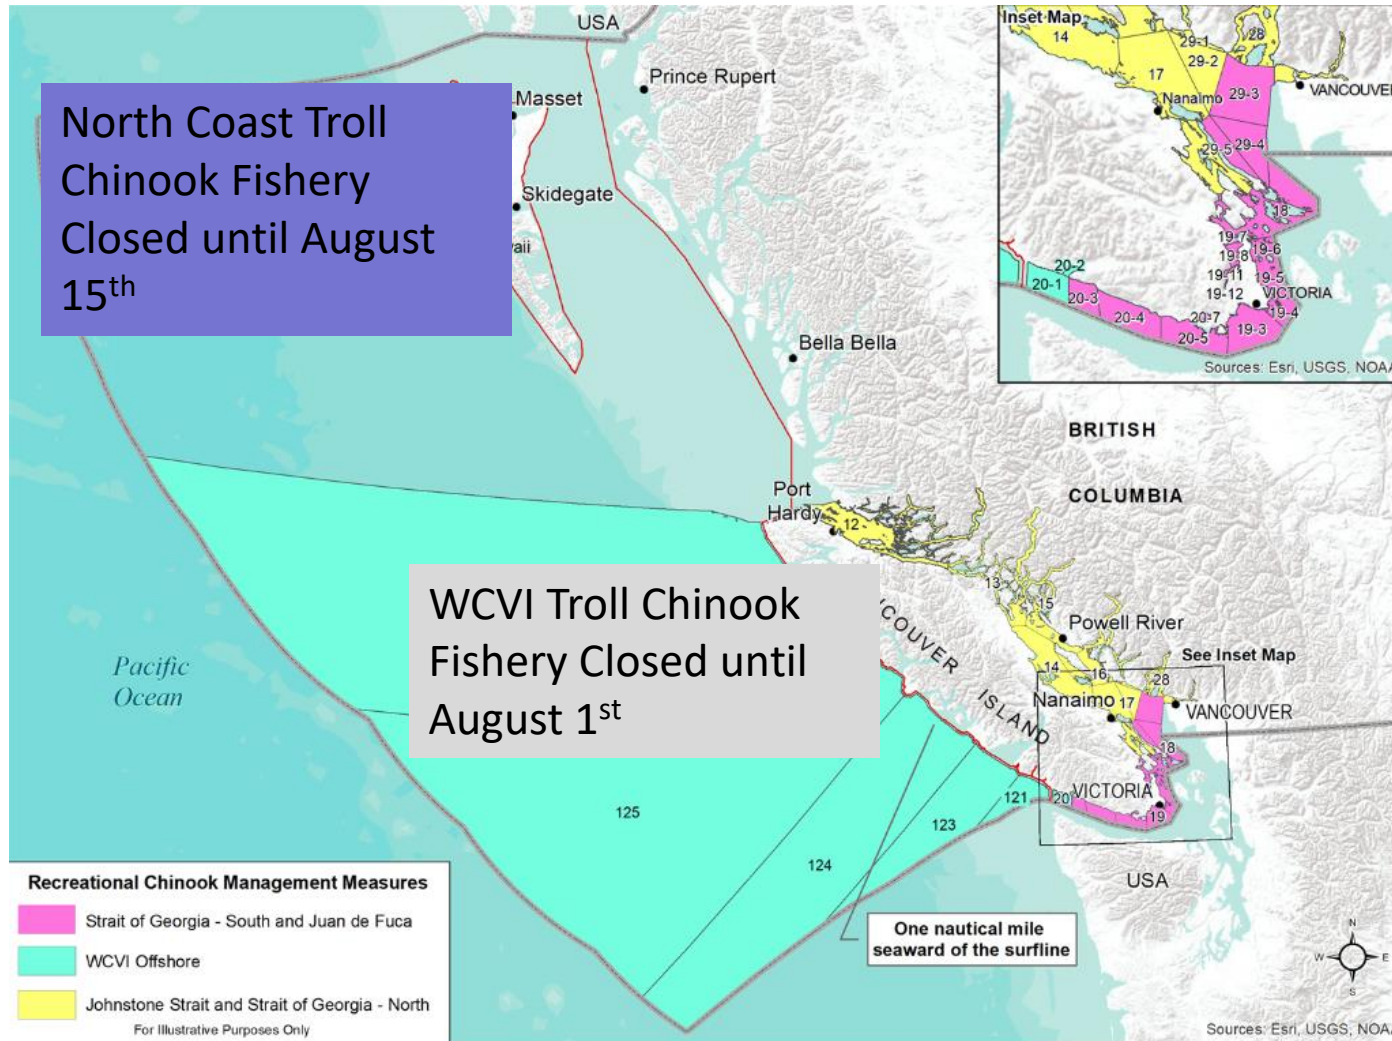 USA
Prince Rupert
Masset
Skidegate
waii
North Coast Troll
Chinook Fishery
Closed until August
15th
Bella Bella
BRITISH
COLUMBIA
Port
Hardy
12
13
15
Powell River
See Inset Map
14
16
28
Nanaimo
17
VANCOUVER
18
VICTORIA
20
19
121
123
124
125
COUVER ISLAND
WCVI Troll Chinook
Fishery Closed until
August 1st
Pacific
Ocean
USA
One nautical mile
seaward of the surfline
Inset Map
14
29-1
29-2
28
17
29-3
VANCOUVER
Nanaimo
29-5
29-4
18
19-7
19-6
19-8
19-11
19-5
19-12
VICTORIA
19-4
20-2
20-1
20-3
20-4
20-7
20-5
19-3
Sources: Esri, USGS, NOAA
Recreational Chinook Management Measures
Strait of Georgia - South and Juan de Fuca
WCVI Offshore
Johnstone Strait and Strait of Georgia - North
For Illustrative Purposes Only
N
W
E
S
Sources: Esri, USGS, NOAA